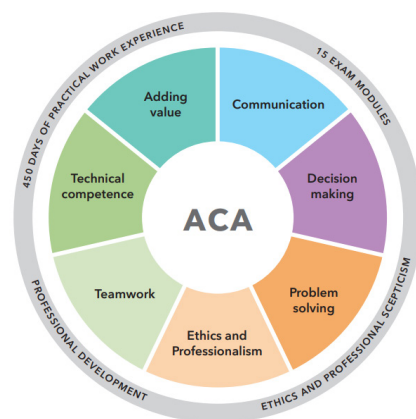 450 DAYS OF PRACTICAL WORK EXPERIENCE
15 EXAM MODULES
Adding
value
Communication
Technical
competence
Decision
making
ACA
Teamwork
Problem
solving
Ethics and
Professionalism
PROFESSIONAL DEVELOPMENT
ETHICS AND PROFESSIONAL SCEPTICISM